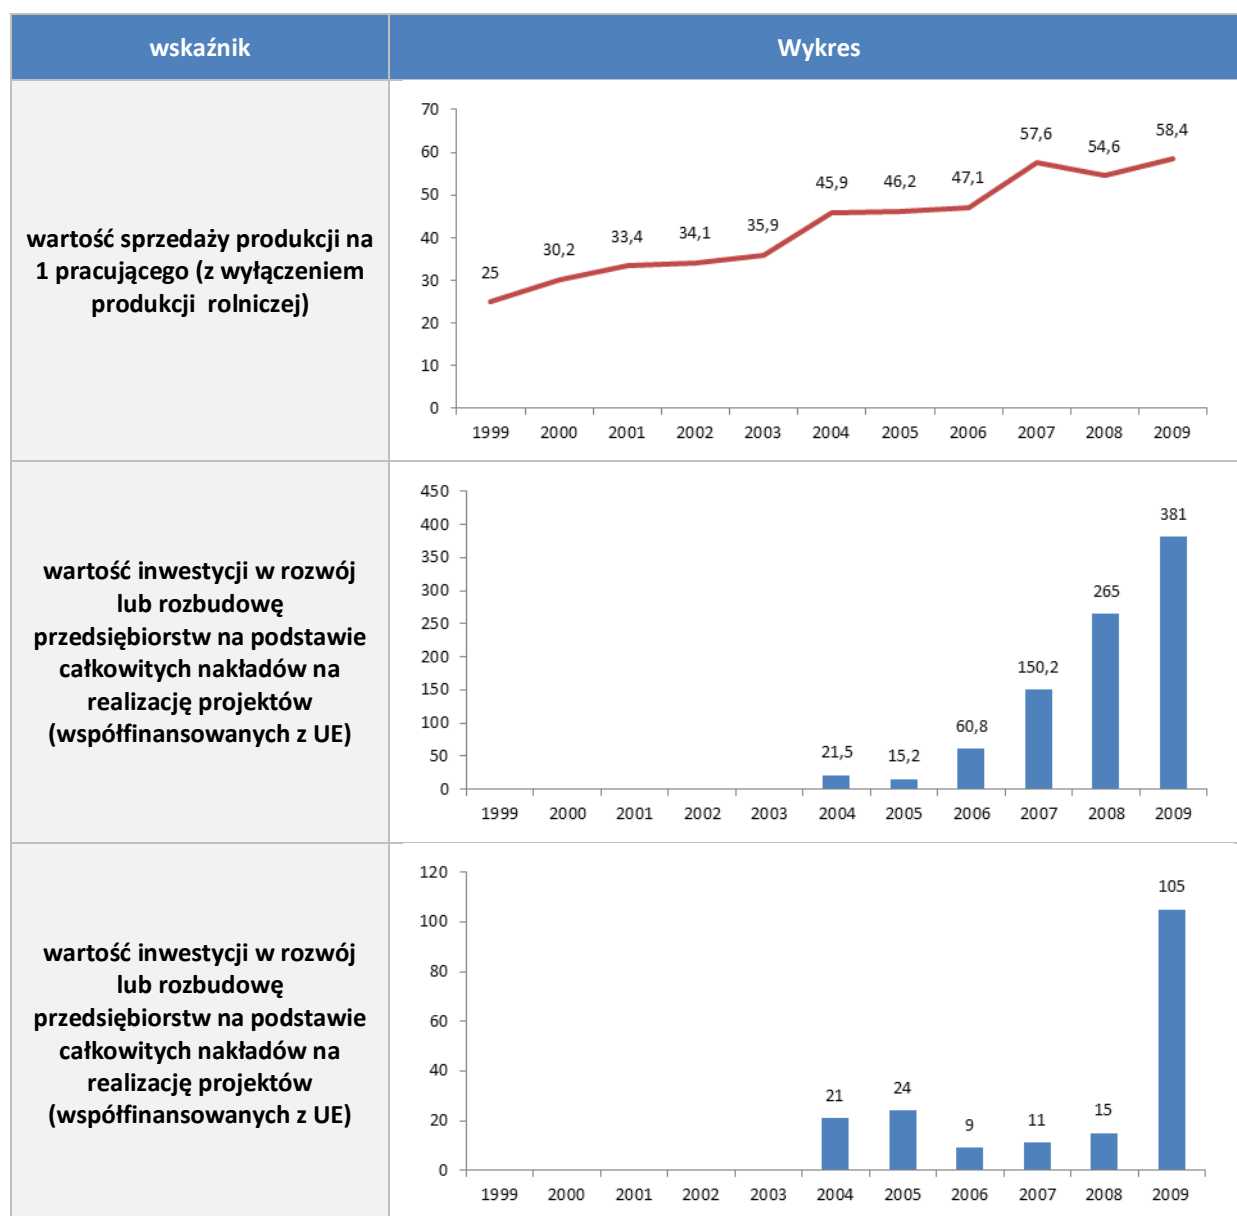 wskaźnik
Wykres
wartość sprzedaży produkcji na
1 pracującego (z wyłączeniem
produkcji rolniczej)
70
60
50
40
30
20
10
0
25
30,2
33,4
34,1
35,9
45,9
46,2
47,1
57,6
54,6
58,4
1999 2000 2001 2002 2003 2004 2005 2006 2007 2008 2009
wartość inwestycji w rozwój
lub rozbudowę
przedsiębiorstw na podstawie
całkowitych nakładów na
realizację projektów
(współfinansowanych z UE)
450
400
350
300
250
200
150
100
50
0
21,5
15,2
60,8
150,2
265
381
1999 2000 2001 2002 2003 2004 2005 2006 2007 2008 2009
wartość inwestycji w rozwój
lub rozbudowę
przedsiębiorstw na podstawie
całkowitych nakładów na
realizację projektów
(współfinansowanych z UE)
120
100
80
60
40
20
0
21
24
9
11
15
105
1999 2000 2001 2002 2003 2004 2005 2006 2007 2008 2009